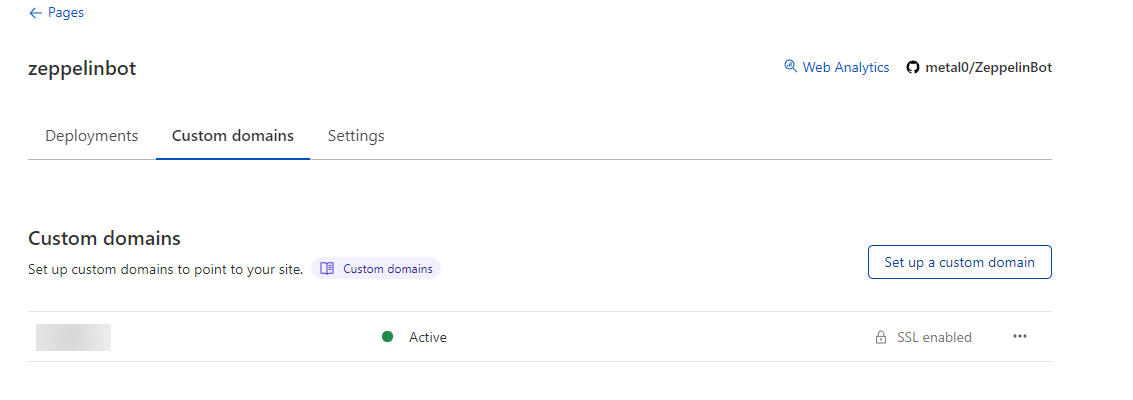 Pages
zeppelinbot
Web Analytics
metal0/ZeppelinBot
Deployments
Custom domains
Settings
Custom domains
Set up custom domains to point to your site.
Custom domains
Set up a custom domain
Active
SSL enabled